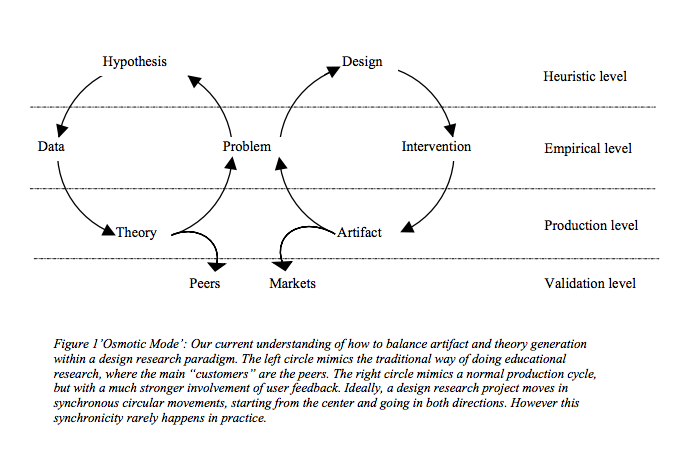 Hypothesis
Design
Heuristic level
Data
Problem
Intervention
Empirical level
Theory
Artifact
Production level
Peers
Markets
Validation level
Figure 1'Osmotic Mode': Our current understanding of how to balance artifact and theory generation
within a design research paradigm. The left circle mimics the traditional way of doing educational
research, where the main “customers” are the peers. The right circle mimics a normal production cycle,
but with a much stronger involvement of user feedback. Ideally, a design research project moves in
synchronous circular movements, starting from the center and going in both directions. However this
synchronicity rarely happens in practice.